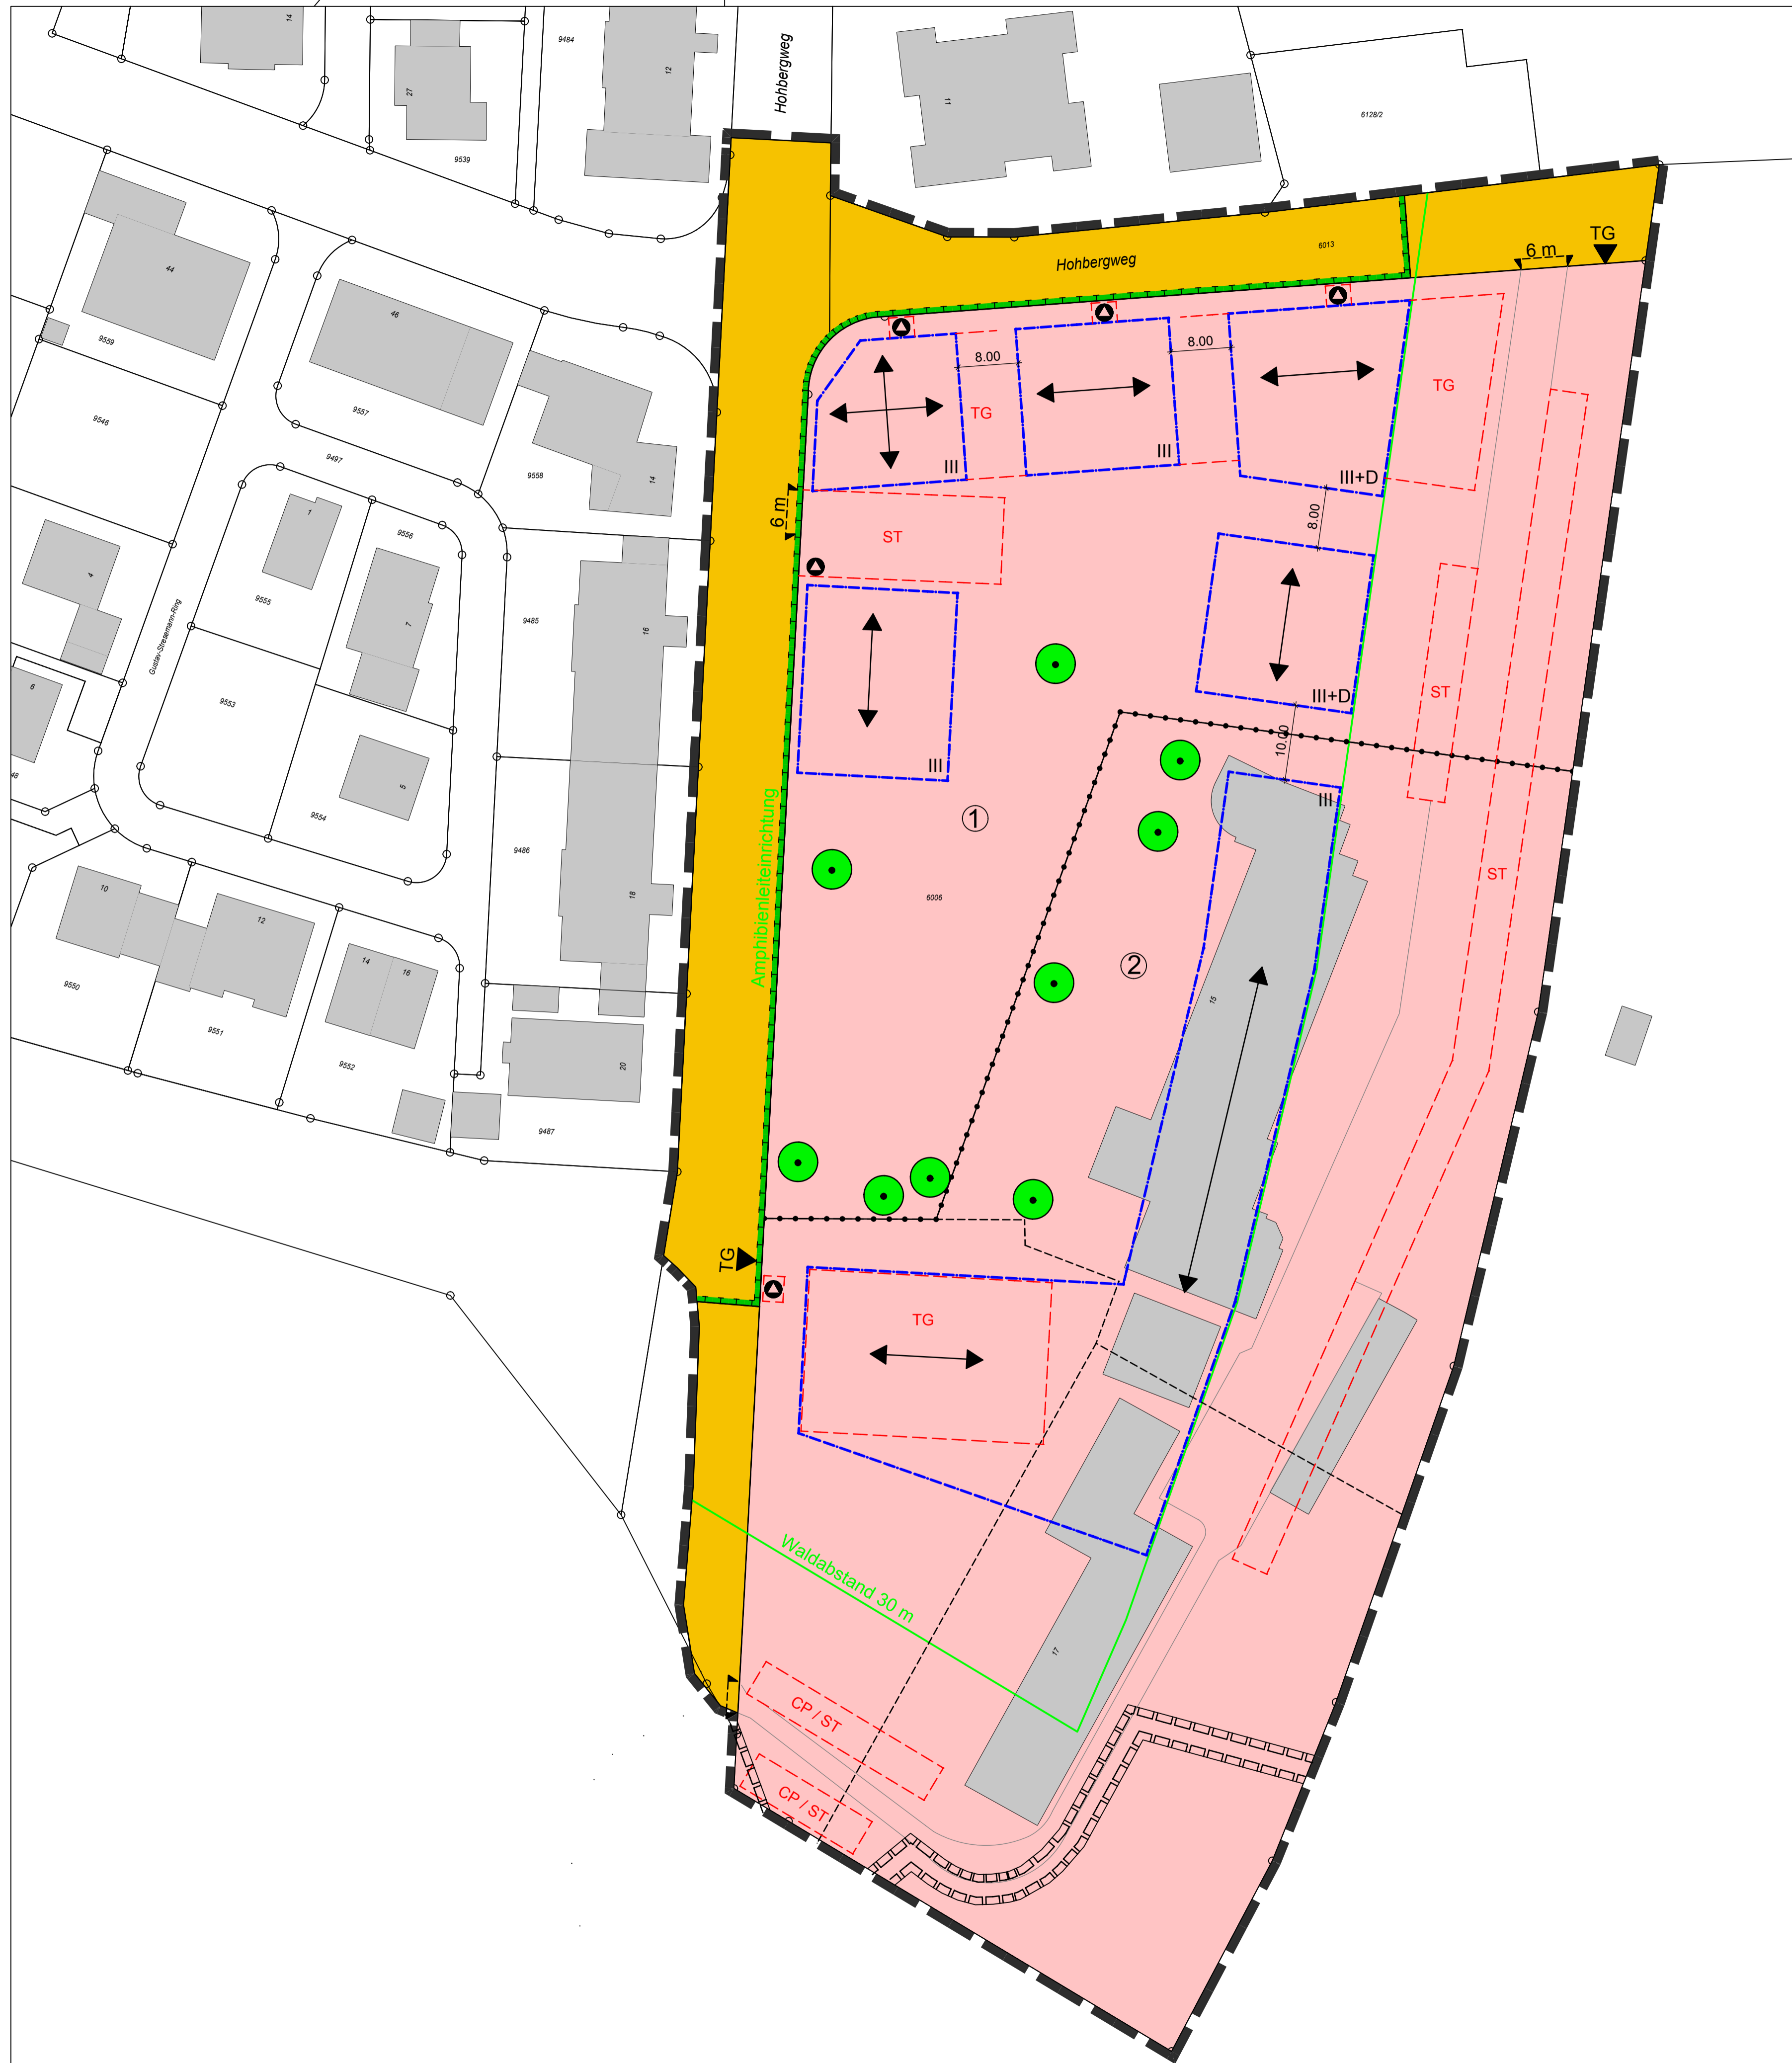 14
9484
12
Hohbergweg
27
9539
11
6128/2
44
46
9559
9557
9546
9497
9558
14
Hohbergweg
6013
6 m
TG
8.00
8.00
TG
TG
III
III
III+D
6 m
ST
8.00
1
9556
4
9555
7
Gustav-Stresemann-Ring
9485
16
6
9553
48
5
9554
9486
18
III
III+D
10.00
ST
III
Amphibienleiteinrichtung
1
6006
2
ST
15
10
12
14
16
9550
9551
9552
20
9487
TG
TG
Waldabstand 30 m
17
CP / ST
CP / ST